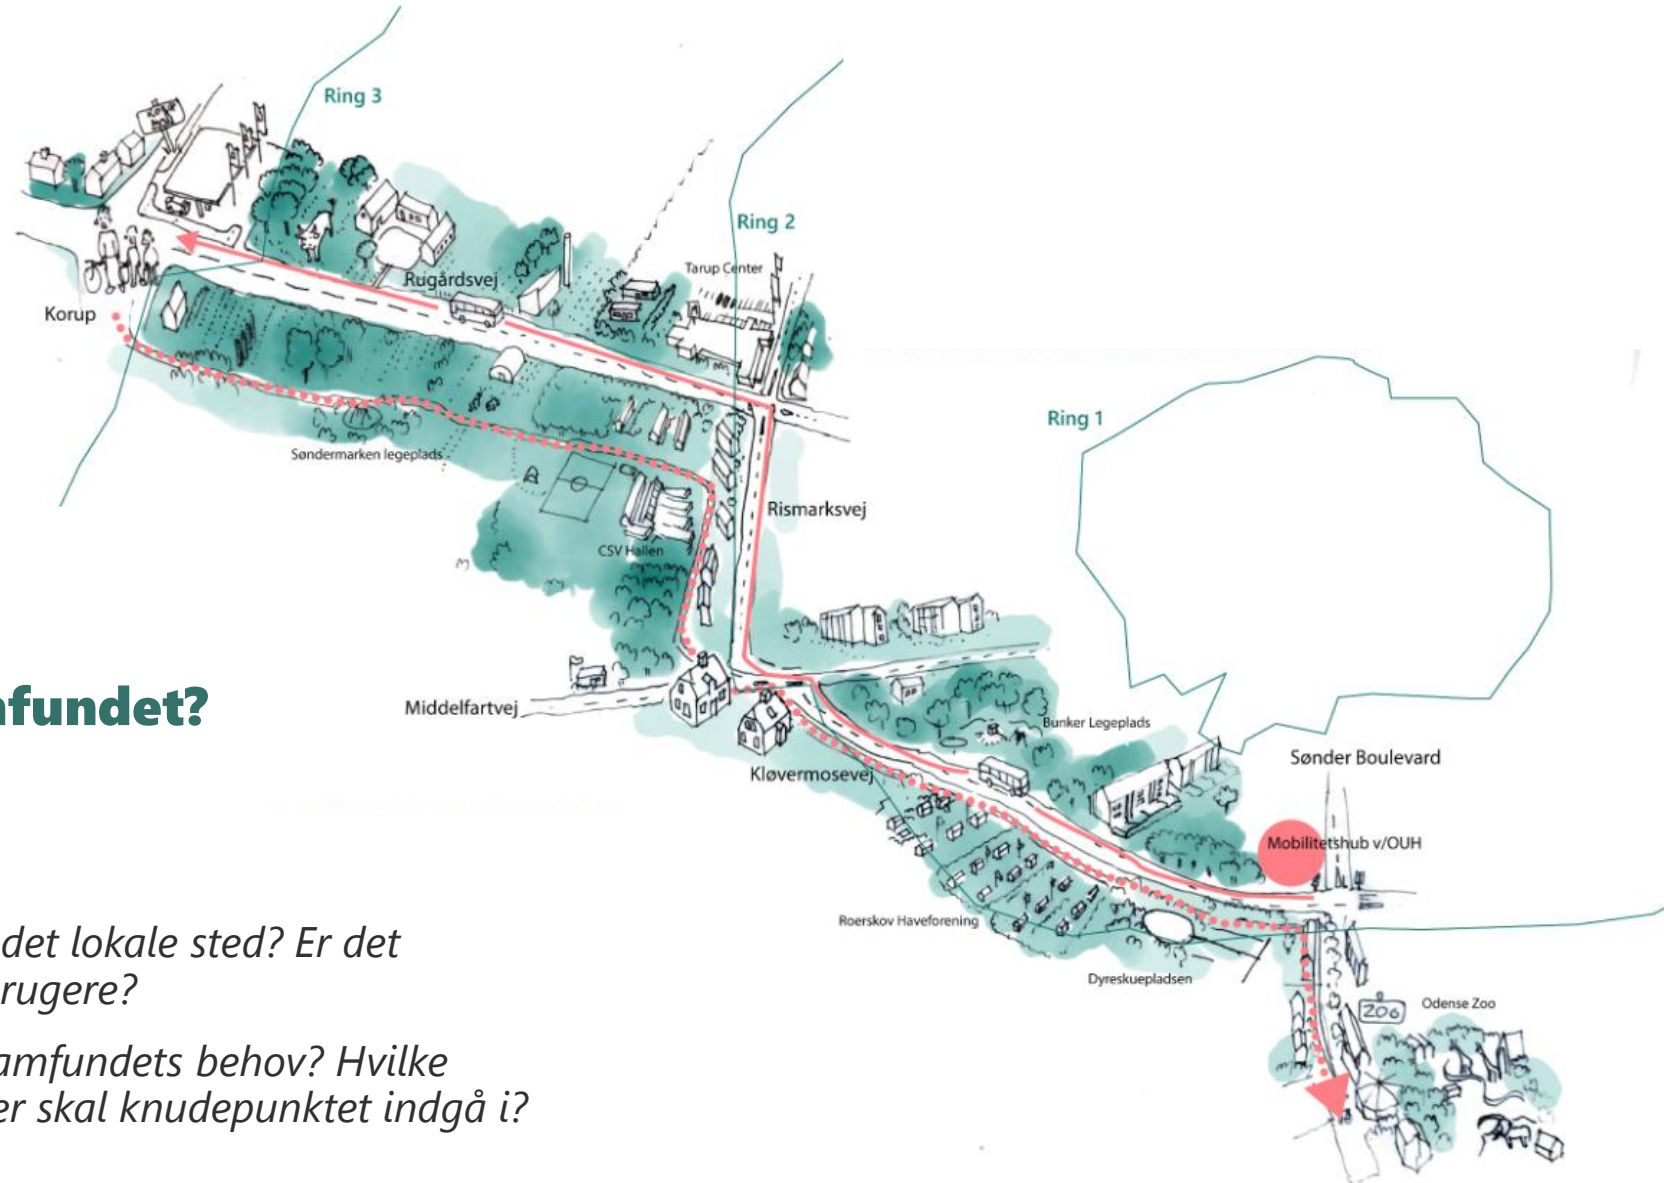 Ring 3
Ring 2
Tarup Center
Rugårdsvej
Korup
Ring 1
Søndermarken legeplads
Rismarksvej
CSV Hallen
nfundet?
Middelfartvej
Bunker Legeplads
Sønder Boulevard
Kløvermosevej
Mobilitetshub v/OUH
Roerskov Haveforening
det lokale sted? Er det
rugere?
Dyreskuepladsen
ZOO
Odense Zoo
amfundets behov? Hvilke
er skal knudepunktet indgå i?